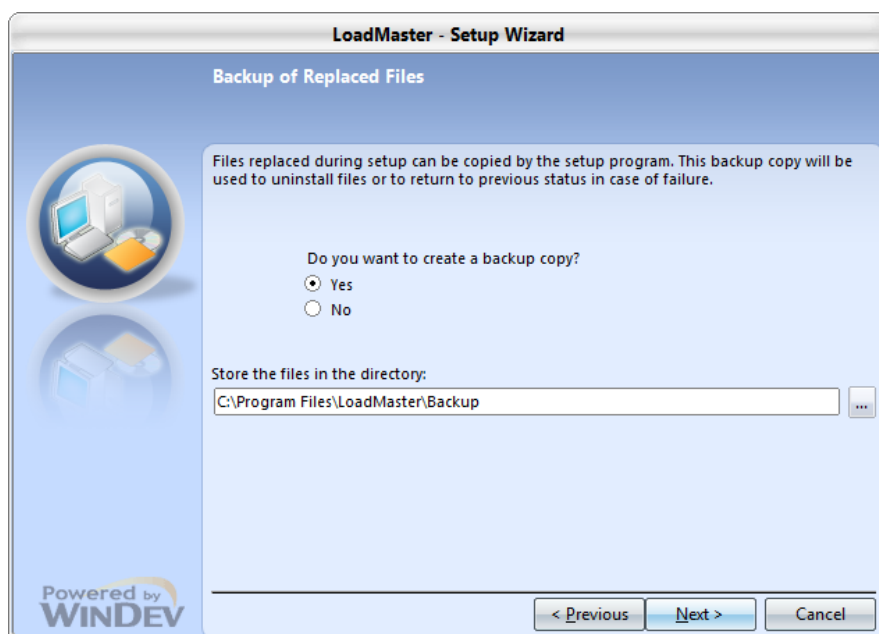 LoadMaster - Setup Wizard
Backup of Replaced Files
Files replaced during setup can be copied by the setup program. This backup copy will be
used to uninstall files or to return to previous status in case of failure.
Do you want to create a backup copy?
Yes
No
Store the files in the directory:
C:\Program Files\LoadMaster\Backup
...
Powered by
WINDEV
< Previous
Next >
Cancel